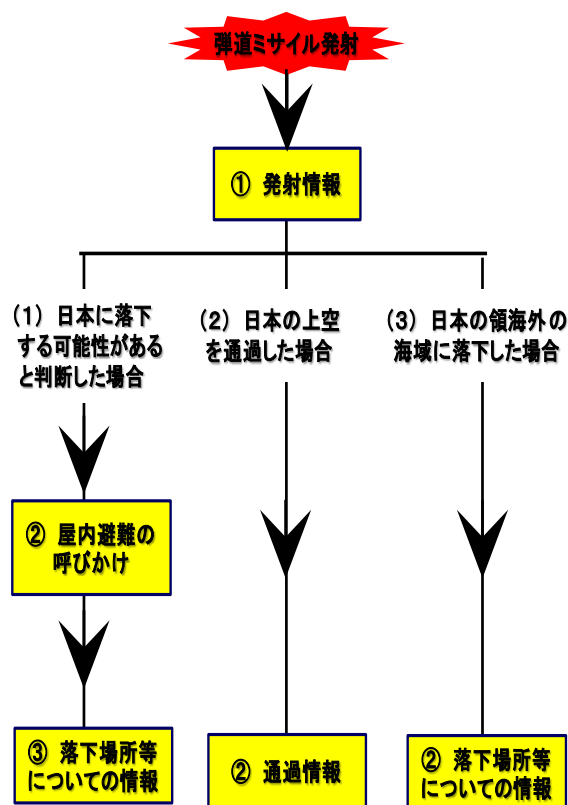 弾道ミサイル発射
① 発射情報
(1) 日本に落下
する可能性がある
と判断した場合
(2) 日本の上空
を通過した場合
(3) 日本の領海外の
海域に落下した場合
② 屋内避難の
呼びかけ
③ 落下場所等
についての情報
② 通過情報
② 落下場所等
についての情報